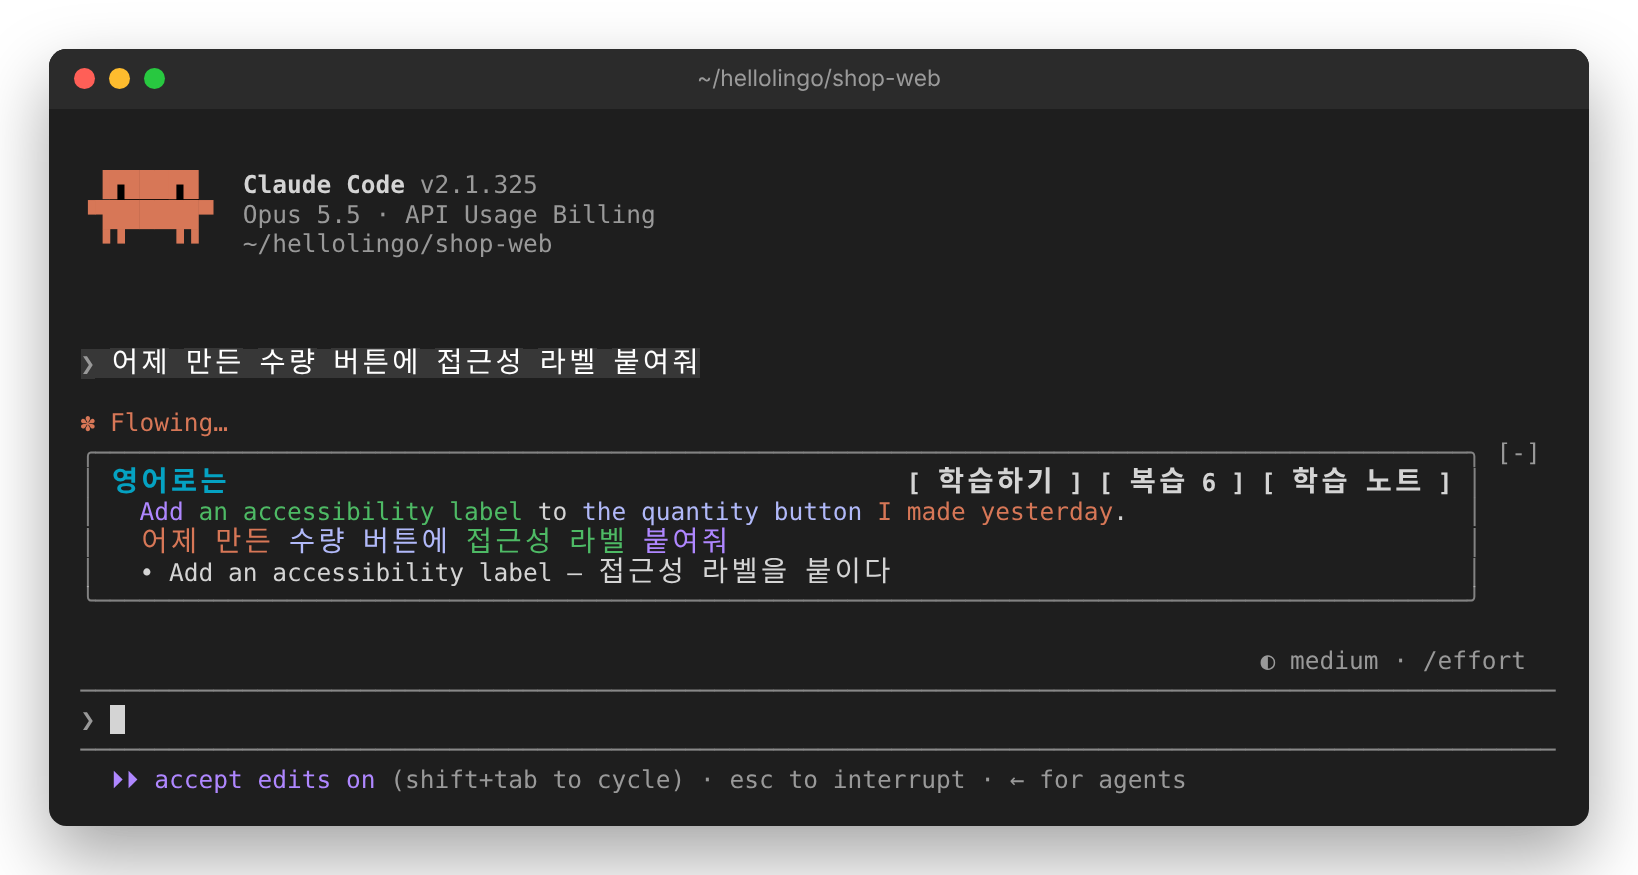 ~/hellolingo/shop-web
Claude Code v2.1.325
Opus 5.5 · API Usage Billing
~/hellolingo/shop-web
❯ 어제 만든 수량 버튼에 접근성 라벨 붙여줘
✽ Flowing…
[-]
영어로는 [ 학습하기 ] [ 복습 6 ] [ 학습 노트 ]
Add an accessibility label to the quantity button I made yesterday.
어제 만든 수량 버튼에 접근성 라벨 붙여줘
• Add an accessibility label — 접근성 라벨을 붙이다
◐ medium · /effort
❯
⏵⏵ accept edits on (shift+tab to cycle) · esc to interrupt · ← for agents